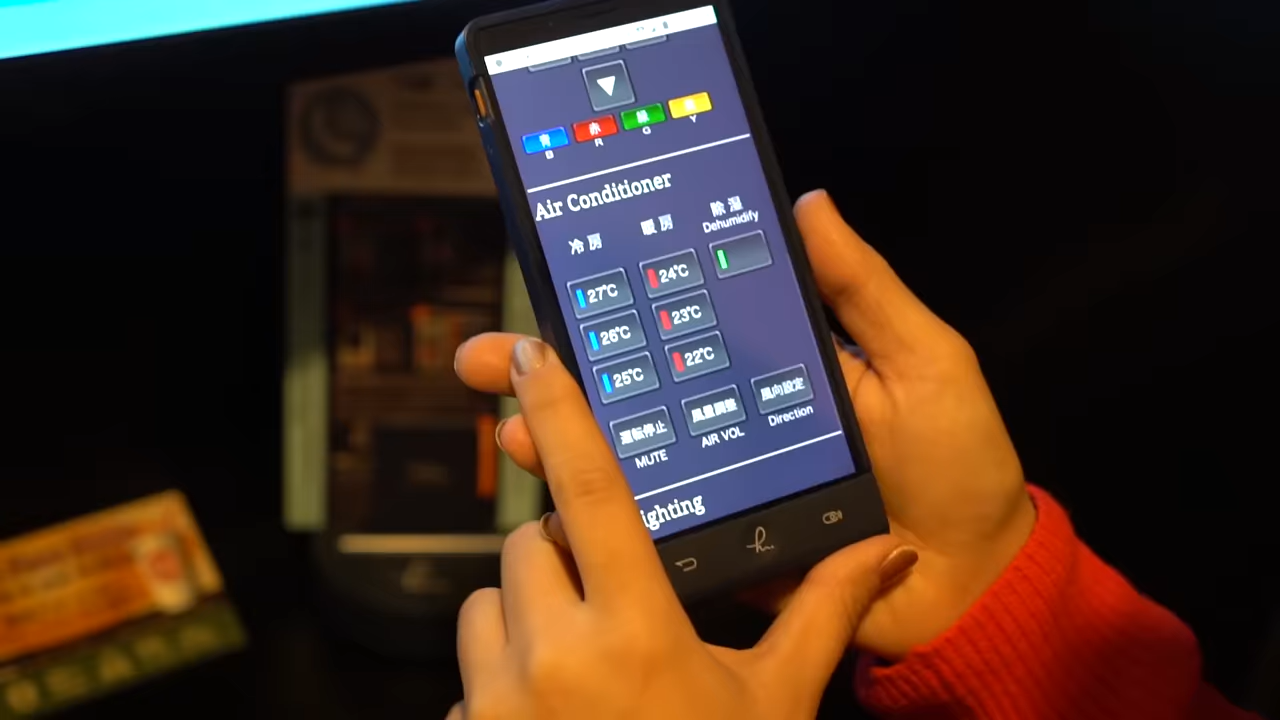 青 赤 緑 黄
B R G Y
Air Conditioner
冷房 暖房 除湿
Dehumidify
27℃ 24℃
26℃ 23℃
25℃ 22℃
運転停止 風量調整 風向設定
MUTE AIR VOL Direction
ighting